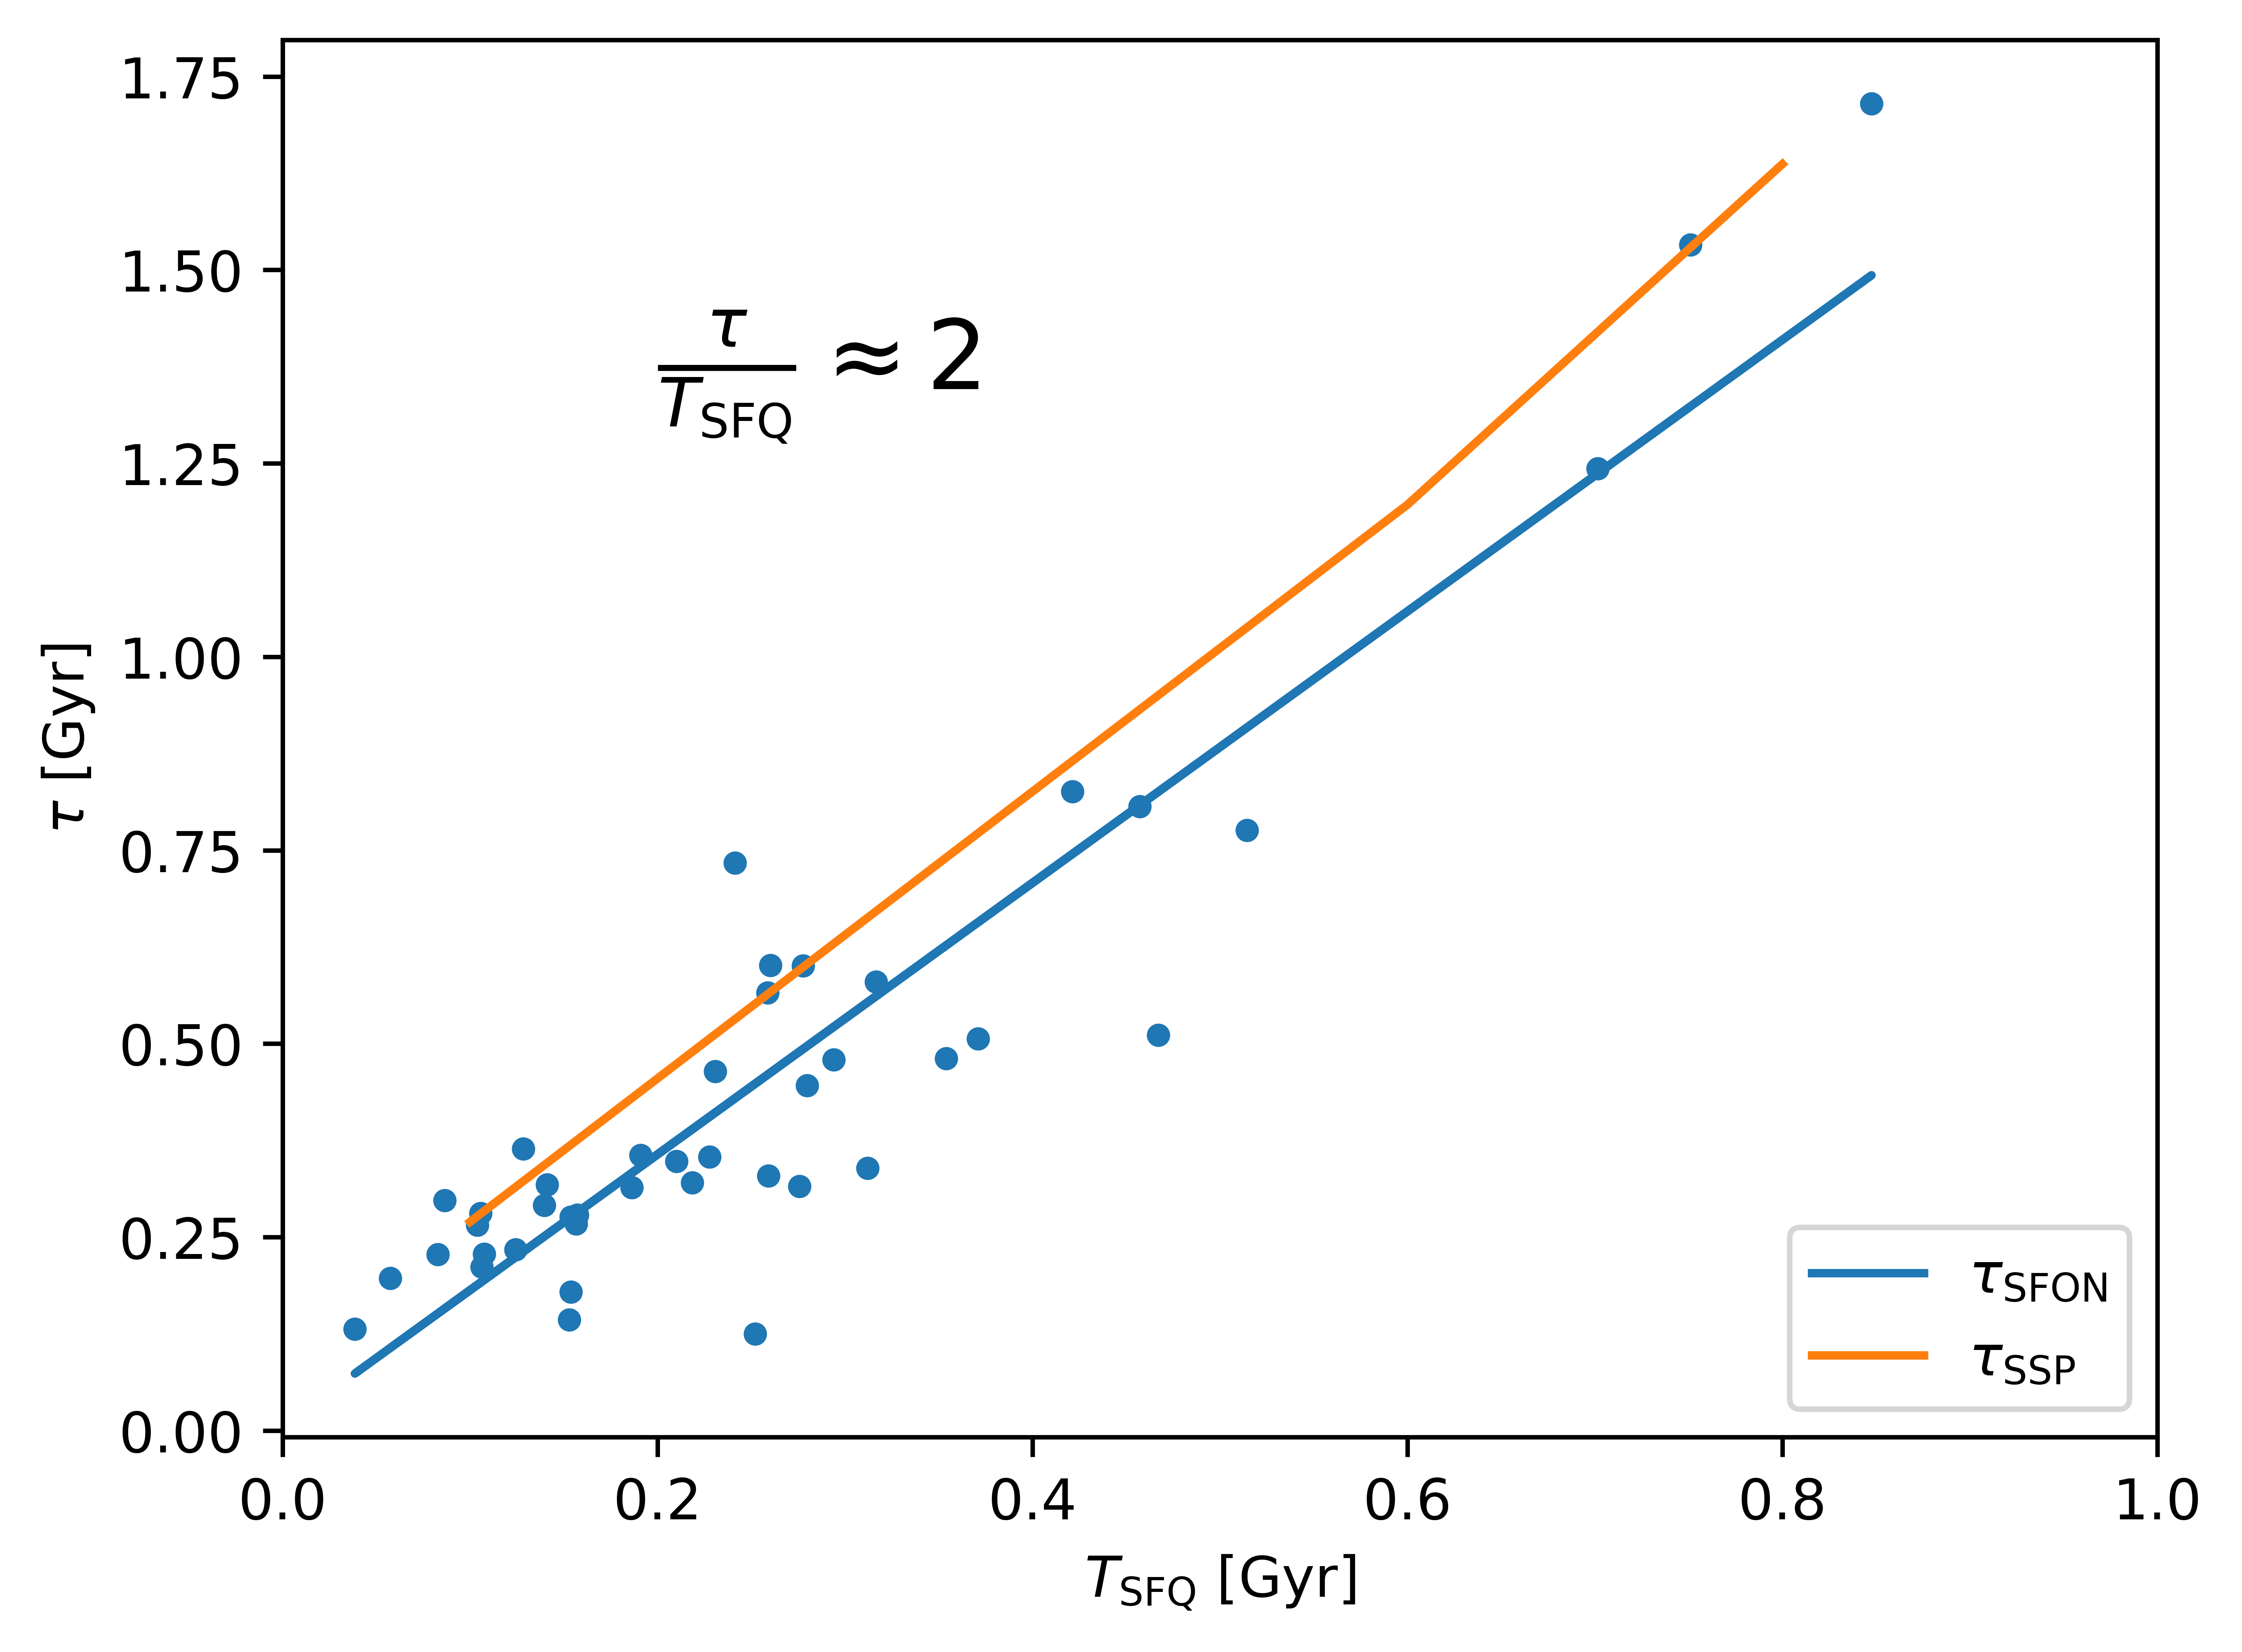 1.75
1.50
1.25
1.00
0.75
0.50
0.25
0.00
τ [Gyr]
τ
T_SFQ ≈ 2
τ_SFON
τ_SSP
0.0 0.2 0.4 0.6 0.8 1.0
T_SFQ [Gyr]